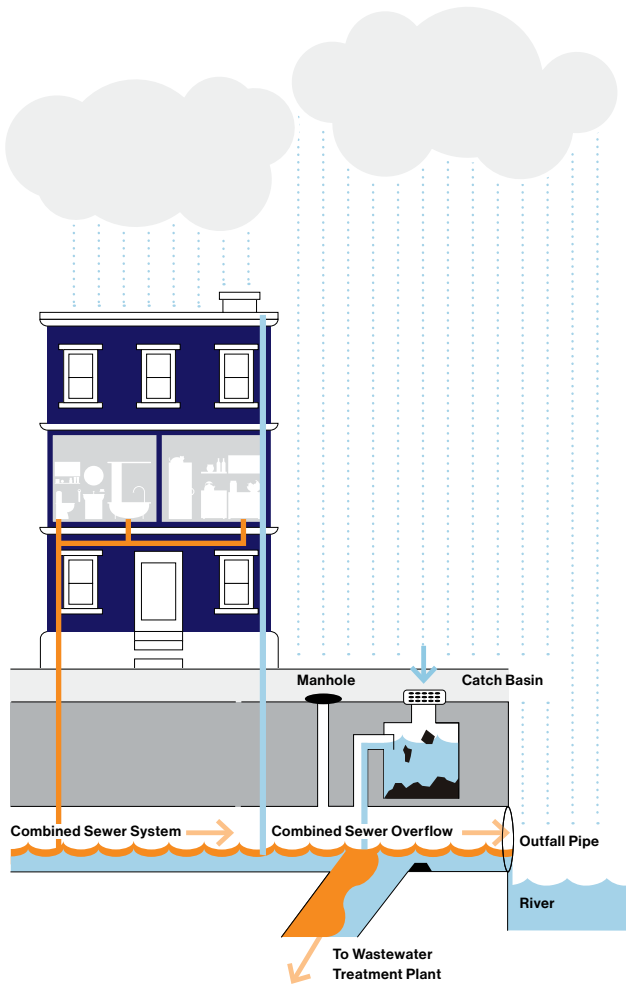 Manhole
Catch Basin
Combined Sewer System
Combined Sewer Overflow
Outfall Pipe
River
To Wastewater
Treatment Plant